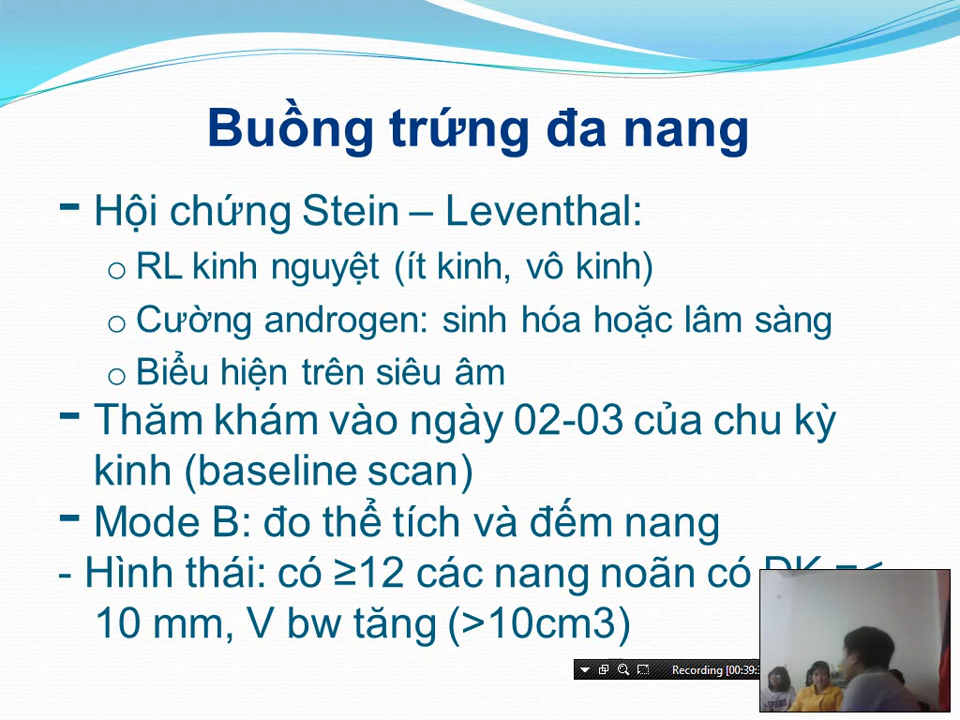 Buồng trứng đa nang
- Hội chứng Stein – Leventhal:
o RL kinh nguyệt (ít kinh, vô kinh)
o Cường androgen: sinh hóa hoặc lâm sàng
o Biểu hiện trên siêu âm
- Thăm khám vào ngày 02-03 của chu kỳ
kinh (baseline scan)
- Mode B: đo thể tích và đếm nang
- Hình thái: có ≥12 các nang noãn có ĐK =<
10 mm, V bw tăng (>10cm3)
Recording [00:39: